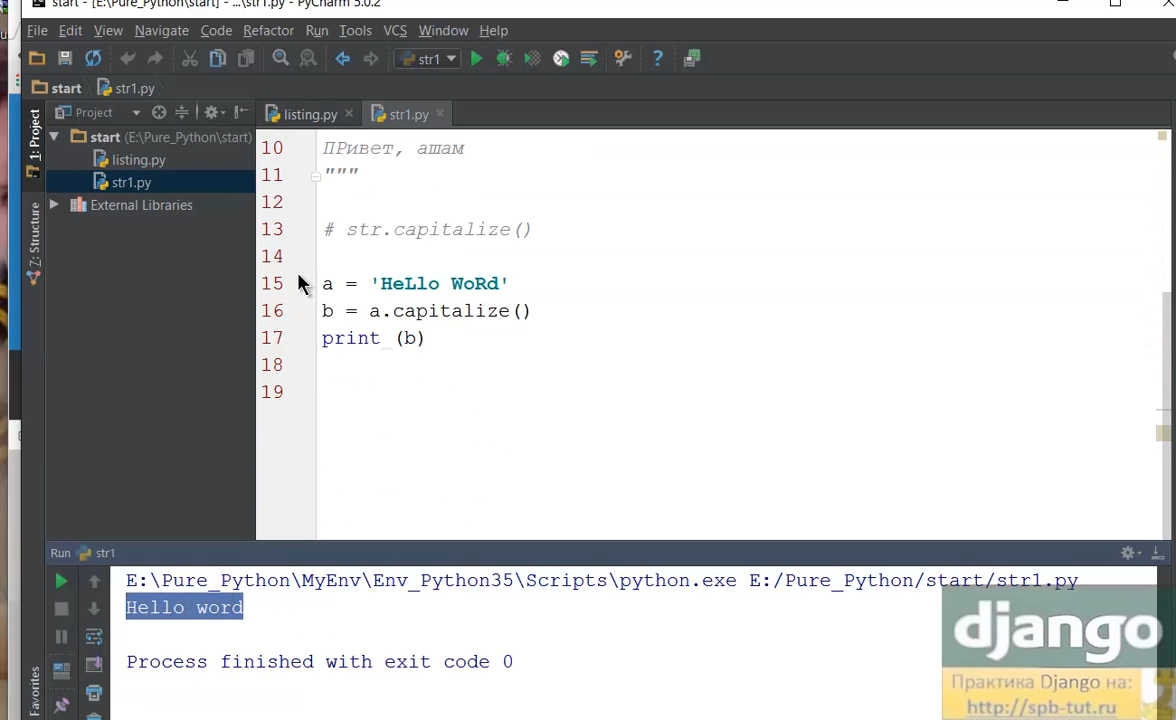 start - [E:\Pure_Python\start] - ...\str1.py - PyCharm 5.0.2
File Edit View Navigate Code Refactor Run Tools VCS Window Help
str1
start str1.py
Project listing.py str1.py
1: Project
start (E:\Pure_Python\start)
listing.py
str1.py
External Libraries
Z: Structure
10 ПРивет, ашам
11 """
12
13 # str.capitalize()
14
15 a = 'HeLlo WoRd'
16 b = a.capitalize()
17 print (b)
18
19
Run str1
E:\Pure_Python\MyEnv\Env_Python35\Scripts\python.exe E:/Pure_Python/start/str1.py
Hello word
Process finished with exit code 0
Favorites
django
Практика Django на:
http://spb-tut.ru